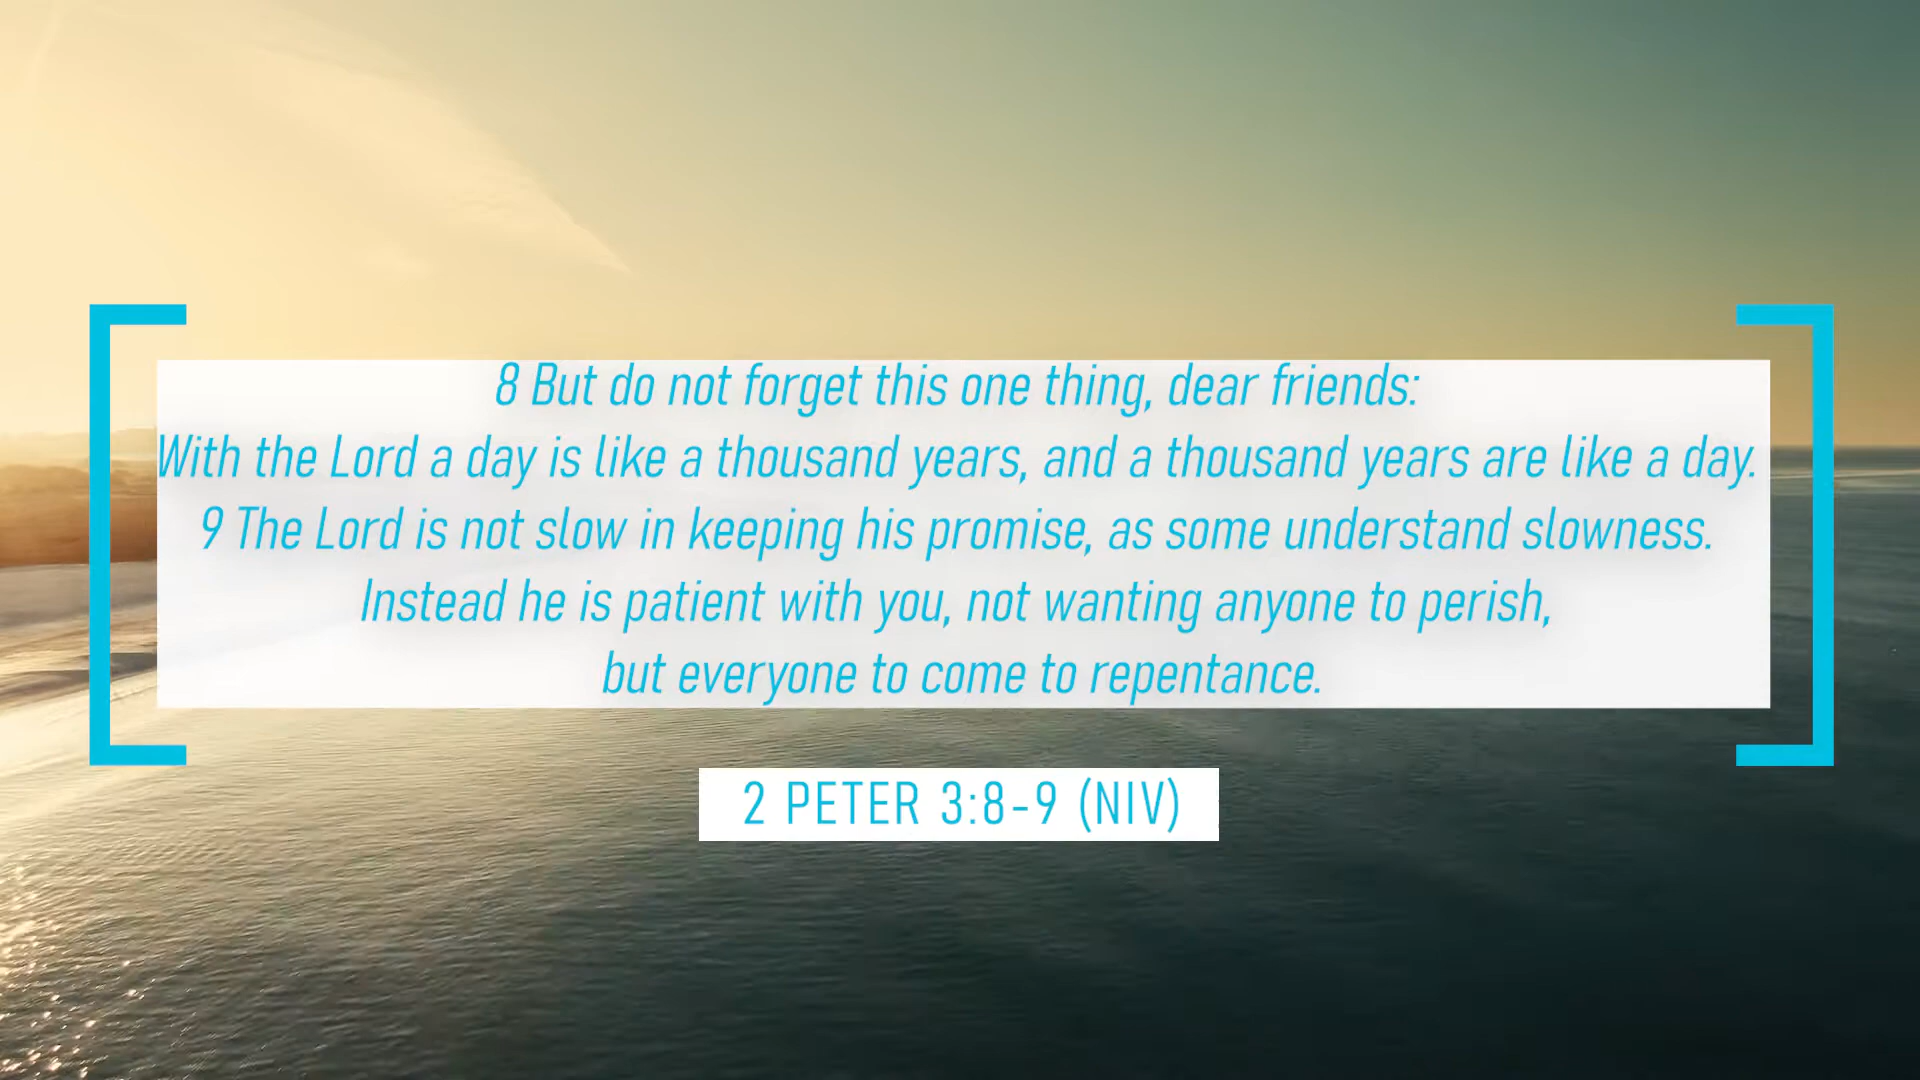 8 But do not forget this one thing, dear friends:
With the Lord a day is like a thousand years, and a thousand years are like a day.
9 The Lord is not slow in keeping his promise, as some understand slowness.
Instead he is patient with you, not wanting anyone to perish,
but everyone to come to repentance.
2 PETER 3:8-9 (NIV)